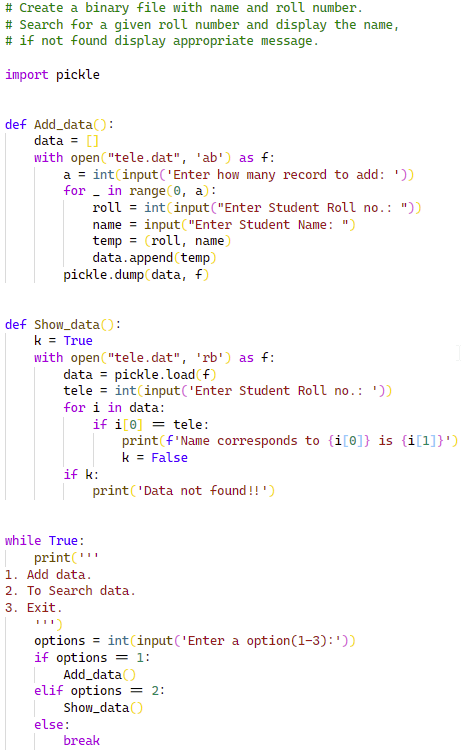 # Create a binary file with name and roll number.
# Search for a given roll number and display the name,
# if not found display appropriate message.

import pickle


def Add_data():
    data = []
    with open("tele.dat", 'ab') as f:
        a = int(input('Enter how many record to add: '))
        for _ in range(0, a):
            roll = int(input("Enter Student Roll no.: "))
            name = input("Enter Student Name: ")
            temp = (roll, name)
            data.append(temp)
        pickle.dump(data, f)


def Show_data():
    k = True
    with open("tele.dat", 'rb') as f:
        data = pickle.load(f)
        tele = int(input('Enter Student Roll no.: '))
        for i in data:
            if i[0] == tele:
                print(f'Name corresponds to {i[0]} is {i[1]}')
                k = False
        if k:
            print('Data not found!!')


while True:
    print('''
1. Add data.
2. To Search data.
3. Exit.
    ''')
    options = int(input('Enter a option(1-3):'))
    if options == 1:
        Add_data()
    elif options == 2:
        Show_data()
    else:
        break